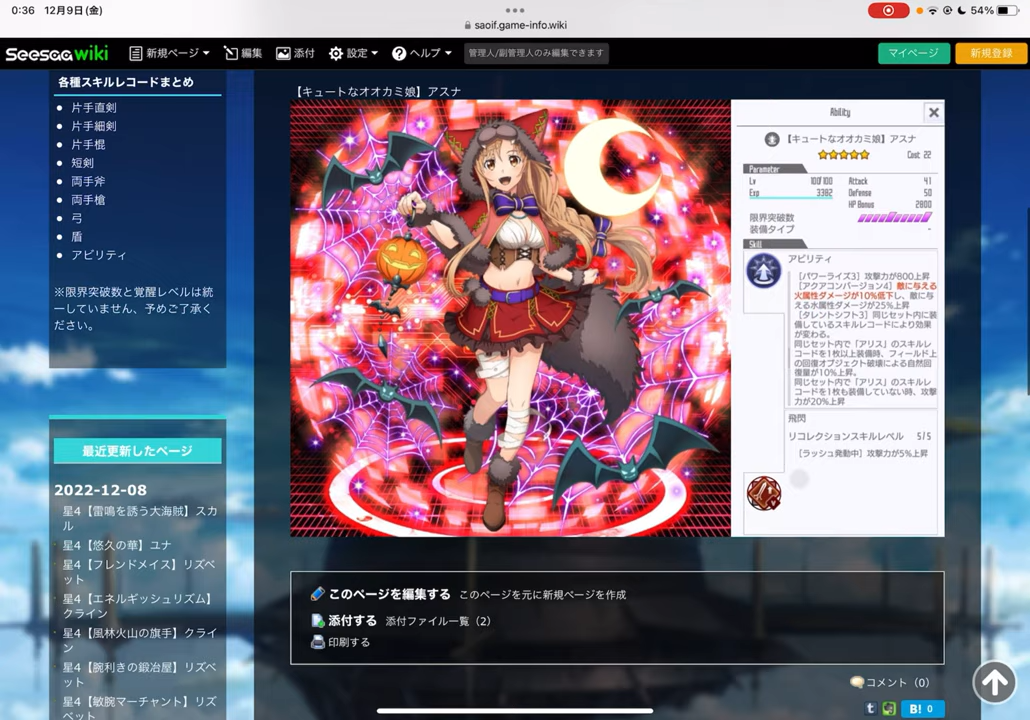 0:36 12月9日(金)
54%
saoif.game-info.wiki
Seesaa wiki
新規ページ
編集
添付
設定
ヘルプ
管理人/副管理人のみ編集できます
マイページ
新規登録
各種スキルレコードまとめ
片手直剣
片手細剣
片手棍
短剣
両手斧
両手槍
弓
盾
アビリティ
※限界突破数と覚醒レベルは統
一していません、予めご了承く
ださい。
最近更新したページ
2022-12-08
星4【雷鳴を誘う大海賊】スカ
ル
星4【悠久の華】ユナ
星4【フレンドメイス】リズベ
ット
星4【エネルギッシュリズム】
クライン
星4【風林火山の旗手】クライ
ン
星4【腕利きの鍛冶屋】リズベ
ット
星4【敏腕マーチャント】リズ
ベット
【キュートなオオカミ娘】アスナ
Ability
【キュートなオオカミ娘】アスナ
Cost 22
Parameter
Lv 100/100 Attack 41
Exp 3382 Defense 50
HP Bonus 2800
限界突破数
装備タイプ -
Skill
アビリティ
[パワーライズ3] 攻撃力が800上昇
[アクアコンバージョン4] 敵に与える
火属性ダメージが10%低下し、敵に与
える水属性ダメージが25%上昇
[タレントシフト3] 同じセット内に装
備しているスキルレコードにより効果
が変わる。
同じセット内で「アリス」のスキルレ
コードを1枚以上装備時、フィールド上
の回復オブジェクト破壊による自然回
復量が10%上昇。
同じセット内で「アリス」のスキルレ
コードを1枚も装備していない時、攻撃
力が20%上昇
飛閃
リコレクションスキルレベル 5/5
[ラッシュ発動中] 攻撃力が5%上昇
このページを編集する このページを元に新規ページを作成
添付する 添付ファイル一覧(2)
印刷する
コメント(0)
t
B! 0